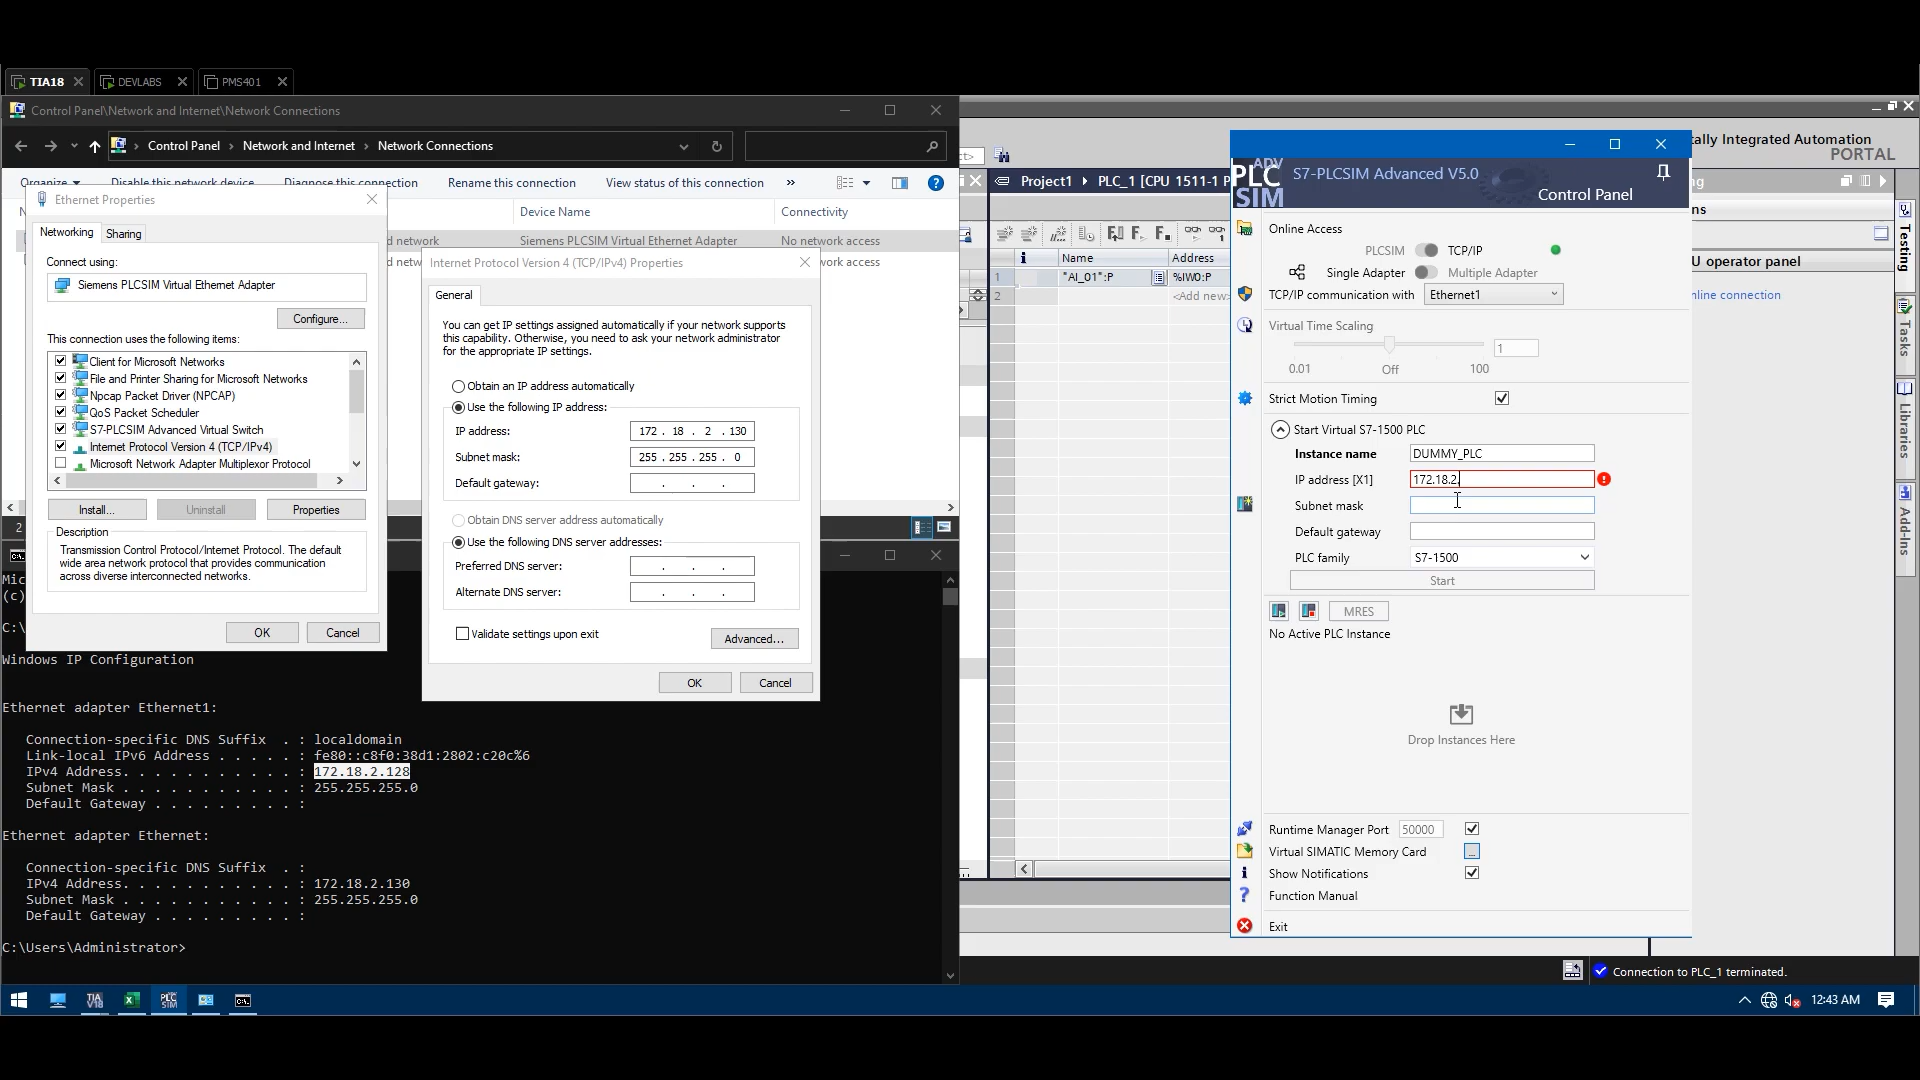 TIA18
DEVLABS
PMS401
Control Panel\Network and Internet\Network Connections
Control Panel
Network and Internet
Network Connections
Organize
Disable this network device
Diagnose this connection
Rename this connection
View status of this connection
»
Device Name
Connectivity
d network
Siemens PLCSIM Virtual Ethernet Adapter
No network access
d netw
No network access
2
Ethernet Properties
Networking
Sharing
Connect using:
Siemens PLCSIM Virtual Ethernet Adapter
Configure...
This connection uses the following items:
Client for Microsoft Networks
File and Printer Sharing for Microsoft Networks
Npcap Packet Driver (NPCAP)
QoS Packet Scheduler
S7-PLCSIM Advanced Virtual Switch
Internet Protocol Version 4 (TCP/IPv4)
Microsoft Network Adapter Multiplexor Protocol
Install...
Uninstall
Properties
Description
Transmission Control Protocol/Internet Protocol. The default
wide area network protocol that provides communication
across diverse interconnected networks.
OK
Cancel
Internet Protocol Version 4 (TCP/IPv4) Properties
General
You can get IP settings assigned automatically if your network supports
this capability. Otherwise, you need to ask your network administrator
for the appropriate IP settings.
Obtain an IP address automatically
Use the following IP address:
IP address:
172 . 18 . 2 . 130
Subnet mask:
255 . 255 . 255 . 0
Default gateway:
. . .
Obtain DNS server address automatically
Use the following DNS server addresses:
Preferred DNS server:
. . .
Alternate DNS server:
. . .
Validate settings upon exit
Advanced...
OK
Cancel
Mic
(c)
C:\
Windows IP Configuration
Ethernet adapter Ethernet1:
Connection-specific DNS Suffix . : localdomain
Link-local IPv6 Address . . . . . : fe80::c8f0:38d1:2802:c20c%6
IPv4 Address. . . . . . . . . . . : 172.18.2.128
Subnet Mask . . . . . . . . . . . : 255.255.255.0
Default Gateway . . . . . . . . . :
Ethernet adapter Ethernet:
Connection-specific DNS Suffix . :
IPv4 Address. . . . . . . . . . . : 172.18.2.130
Subnet Mask . . . . . . . . . . . : 255.255.255.0
Default Gateway . . . . . . . . . :
C:\Users\Administrator>
ct>
tally Integrated Automation
PORTAL
Project1
PLC_1 [CPU 1511-1 P
Name
Address
1
"AI_01":P
%IW0:P
2
<Add new>
ADV
PLC
SIM
S7-PLCSIM Advanced V5.0
Control Panel
Online Access
PLCSIM
TCP/IP
Single Adapter
Multiple Adapter
TCP/IP communication with
Ethernet1
Virtual Time Scaling
1
0.01
Off
100
Strict Motion Timing
Start Virtual S7-1500 PLC
Instance name
DUMMY_PLC
IP address [X1]
172.18.2.
Subnet mask
Default gateway
PLC family
S7-1500
Start
MRES
No Active PLC Instance
Drop Instances Here
Runtime Manager Port
50000
Virtual SIMATIC Memory Card
...
Show Notifications
Function Manual
Exit
ng
ns
U operator panel
nline connection
Testing
Tasks
Libraries
Add-Ins
Connection to PLC_1 terminated.
TIA
V18
PLC
SIM
12:43 AM